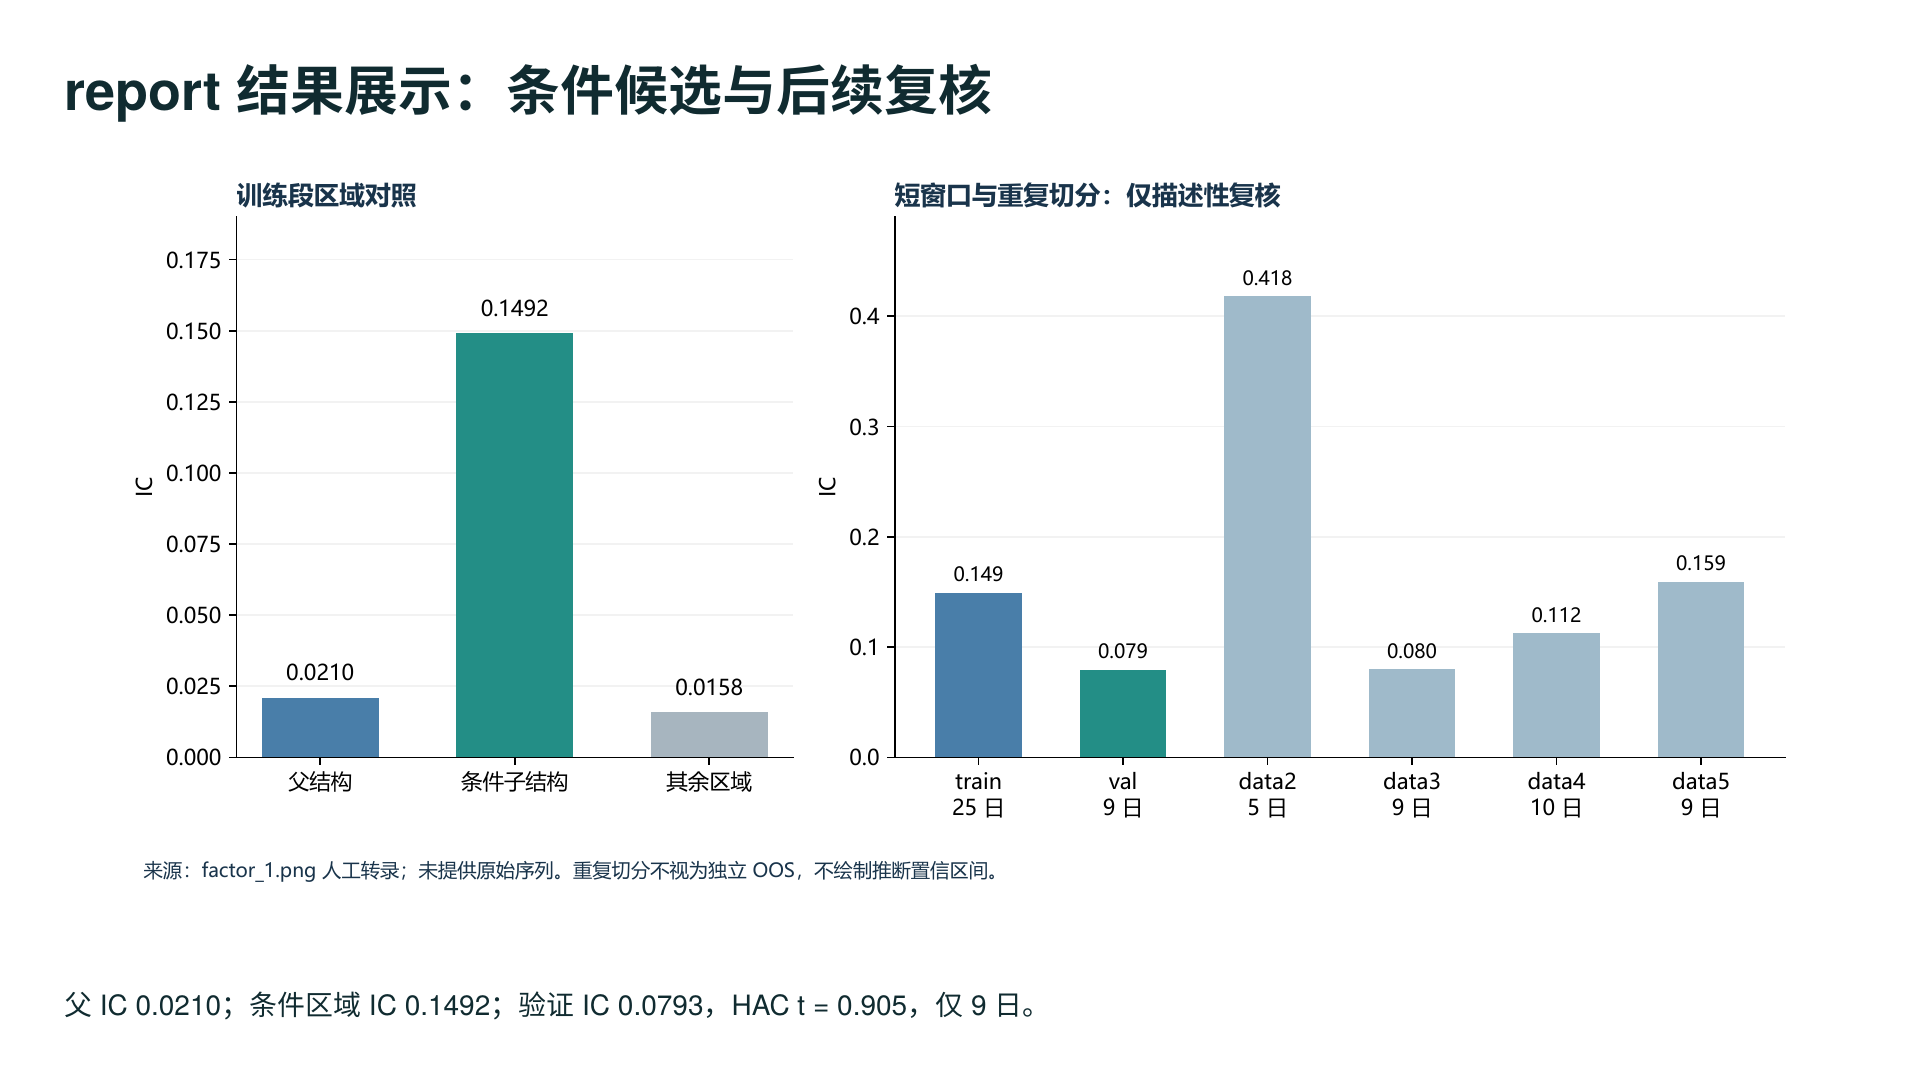 report 结果展示：条件候选与后续复核
训练段区域对照
IC
0.175
0.150
0.125
0.100
0.075
0.050
0.025
0.000
0.0210
0.1492
0.0158
父结构
条件子结构
其余区域
短窗口与重复切分：仅描述性复核
IC
0.4
0.3
0.2
0.1
0.0
0.149
0.079
0.418
0.080
0.112
0.159
train
25 日
val
9 日
data2
5 日
data3
9 日
data4
10 日
data5
9 日
来源：factor_1.png 人工转录；未提供原始序列。重复切分不视为独立 OOS，不绘制推断置信区间。
父 IC 0.0210；条件区域 IC 0.1492；验证 IC 0.0793，HAC t = 0.905，仅 9 日。